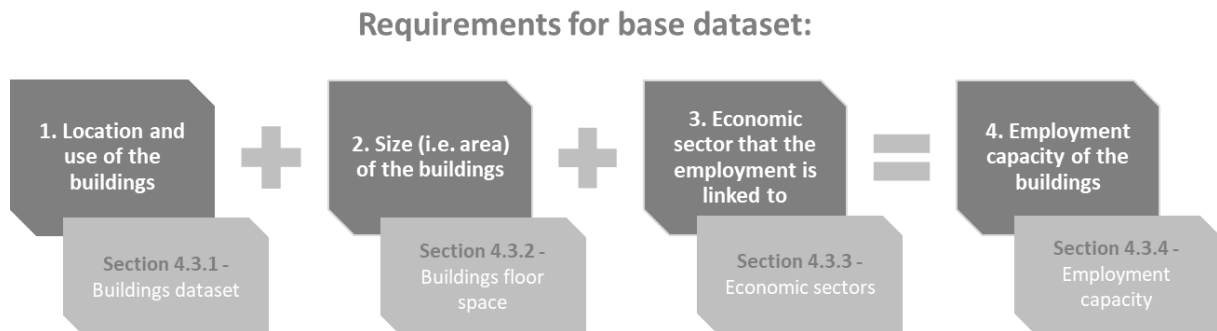 Requirements for base dataset:
1. Location and
use of the
buildings
Section 4.3.1 -
Buildings dataset
2. Size (i.e. area)
of the buildings
Section 4.3.2 -
Buildings floor
space
3. Economic
sector that the
employment is
linked to
Section 4.3.3 -
Economic sectors
4. Employment
capacity of the
buildings
Section 4.3.4 -
Employment
capacity